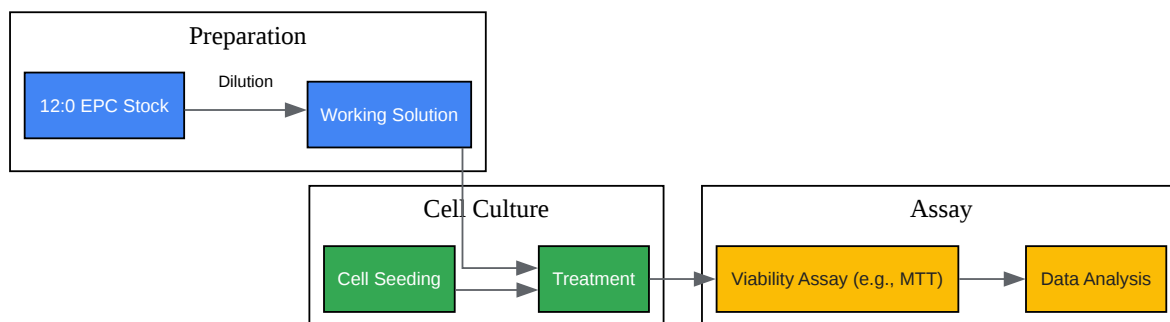 Preparation
12:0 EPC Stock
Dilution
Working Solution
Cell Culture
Cell Seeding
Treatment
Assay
Viability Assay (e.g., MTT)
Data Analysis